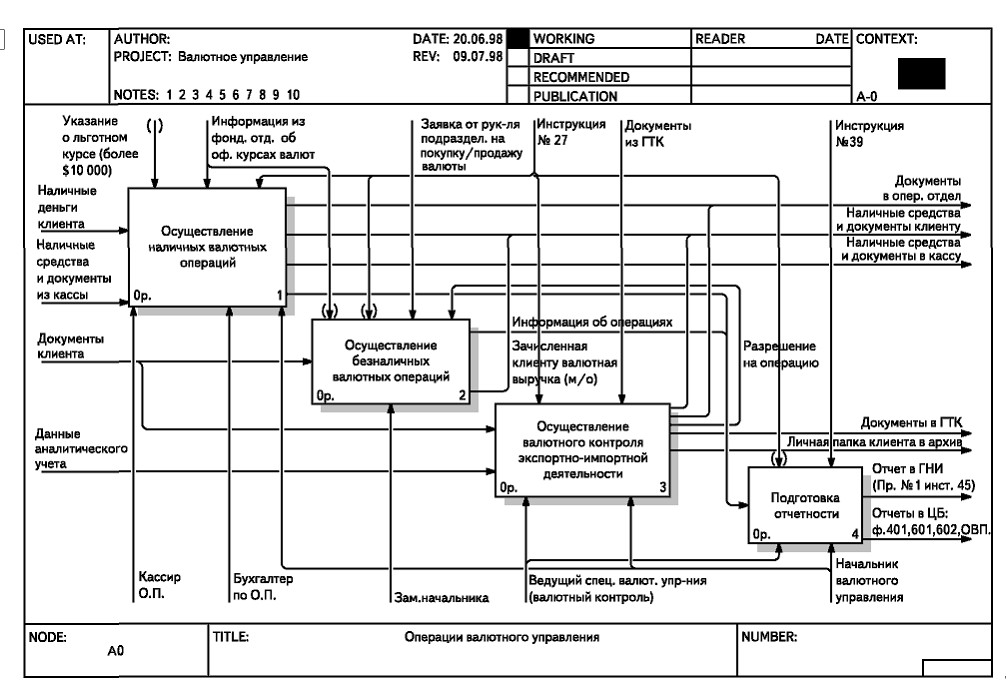 USED AT:
AUTHOR:
DATE: 20.06.98
WORKING
READER
DATE
CONTEXT:
PROJECT: Валютное управление
REV: 09.07.98
DRAFT
RECOMMENDED
NOTES: 1 2 3 4 5 6 7 8 9 10
PUBLICATION
A-0
Указание
о льготном
курсе (более
$10 000)
Информация из
фонд. отд. об
оф. курсах валют
Заявка от рук-ля
подраздел. на
покупку/продажу
валюты
Инструкция
№ 27
Документы
из ГТК
Инструкция
№39
Наличные
деньги
клиента
Наличные
средства
и документы
из кассы
Осуществление
наличных валютных
операций
0р.
1
Документы
в опер. отдел
Наличные средства
и документы клиенту
Наличные средства
и документы в кассу
Документы
клиента
Осуществление
безналичных
валютных операций
0р.
2
Информация об операциях
Зачисленная
клиенту валютная
выручка (м/о)
Разрешение
на операцию
Данные
аналитического
учета
Осуществление
валютного контроля
экспортно-импортной
деятельности
0р.
3
Документы в ГТК
Личная папка клиента в архив
Подготовка
отчетности
0р.
4
Отчет в ГНИ
(Пр. №1 инст. 45)
Отчеты в ЦБ:
ф.401,601,602,ОВП.
Кассир
О.П.
Бухгалтер
по О.П.
Зам.начальника
Ведущий спец. валют. упр-ния
(валютный контроль)
Начальник
валютного
управления
NODE:
A0
TITLE:
Операции валютного управления
NUMBER: